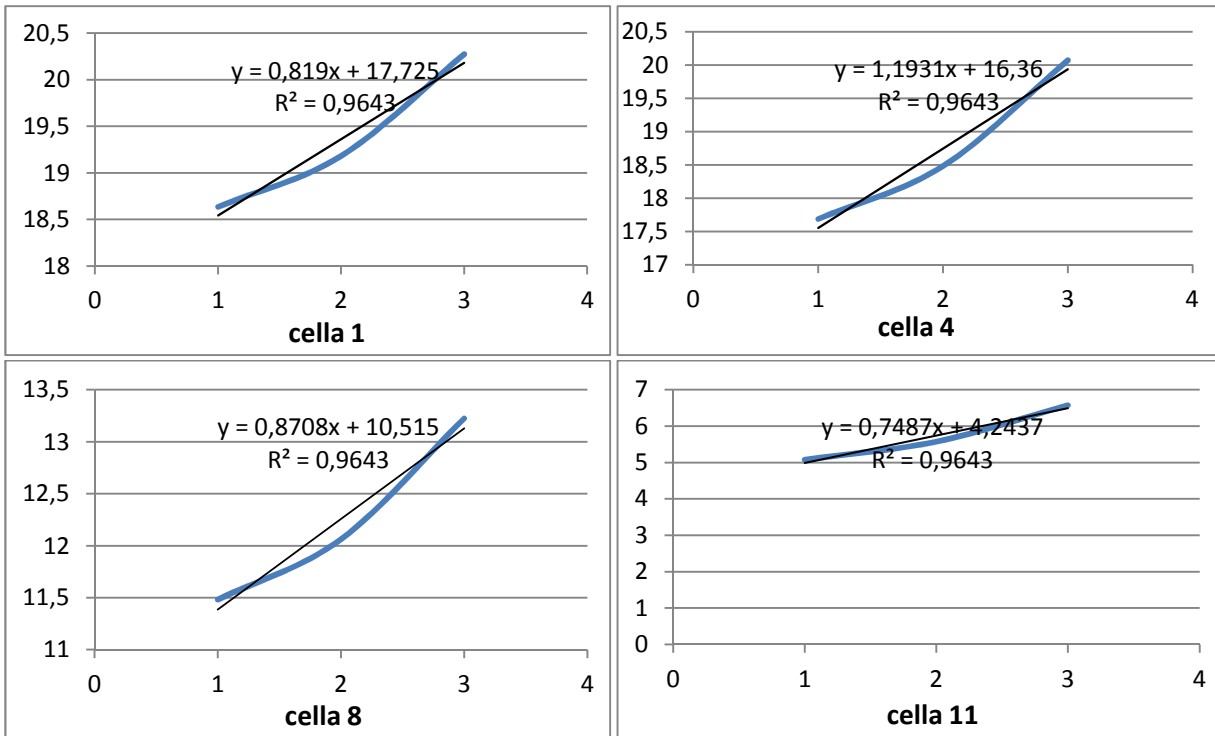 20,5
20
19,5
19
18,5
18
y = 0,819x + 17,725
R² = 0,9643
0 1 2 3 4
cella 1
20,5
20
19,5
19
18,5
18
17,5
17
y = 1,1931x + 16,36
R² = 0,9643
0 1 2 3 4
cella 4
13,5
13
12,5
12
11,5
11
y = 0,8708x + 10,515
R² = 0,9643
0 1 2 3 4
cella 8
7
6
5
4
3
2
1
0
y = 0,7487x + 4,2437
R² = 0,9643
0 1 2 3 4
cella 11